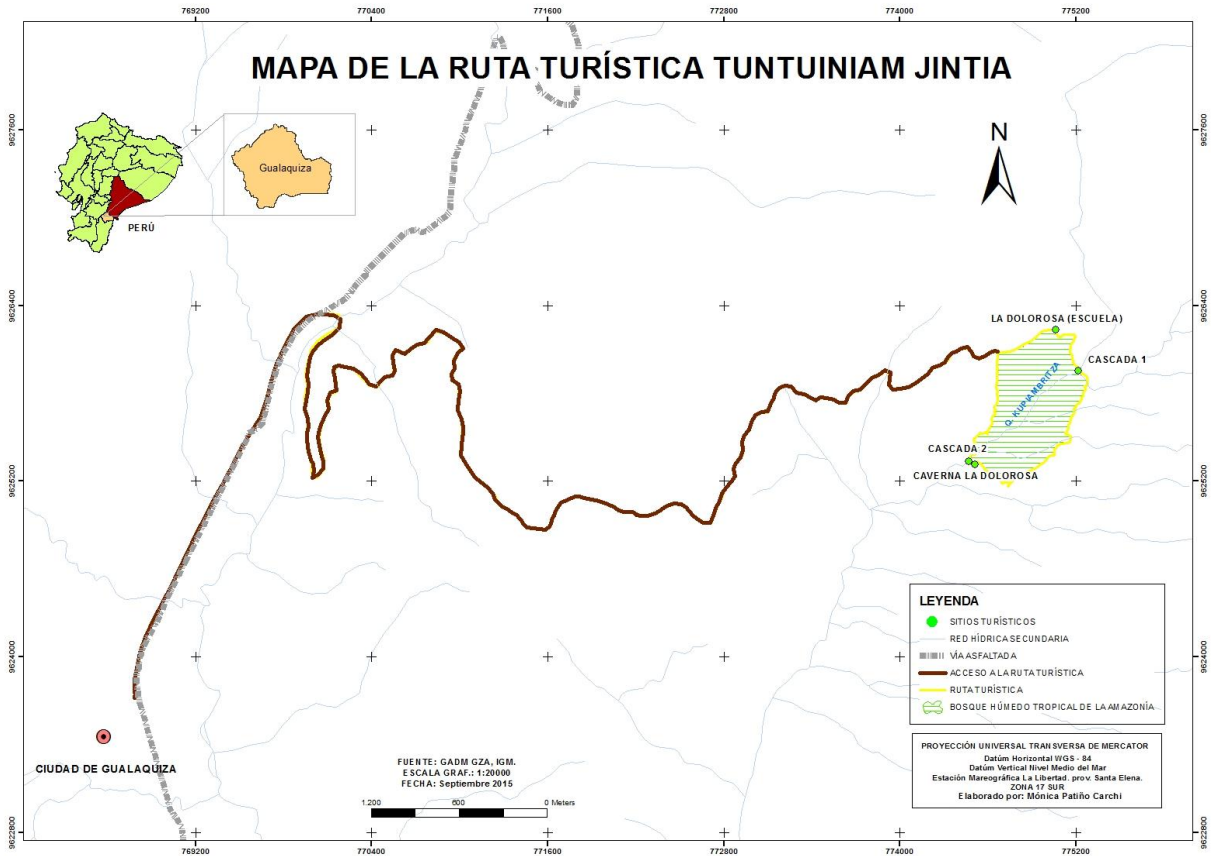 769200 770400 771600 772800 774000 775200
MAPA DE LA RUTA TURÍSTICA TUNTUINIAM JINTIA
9627600 9627600
N
Gualaquiza
PERÚ
9626400 9626400
LA DOLOROSA (ESCUELA)
CASCADA 1
Q. KUPIAMBRITZA
CASCADA 2
CAVERNA LA DOLOROSA
9625200 9625200
LEYENDA
SITIOS TURÍSTICOS
RED HÍDRICA SECUNDARIA
VÍA ASFALTADA
ACCESO A LA RUTA TURÍSTICA
RUTA TURÍSTICA
BOSQUE HÚMEDO TROPICAL DE LA AMAZONÍA
9624000 9624000
CIUDAD DE GUALAQUIZA
FUENTE: GADM GZA, IGM.
ESCALA GRAF.: 1:20000
FECHA: Septiembre 2015
1.200 600 0 Meters
PROYECCIÓN UNIVERSAL TRANSVERSA DE MERCATOR
Datúm Horizontal WGS - 84
Datúm Vertical Nivel Medio del Mar
Estación Mareográfica La Libertad. prov. Santa Elena.
ZONA 17 SUR
Elaborado por: Mónica Patiño Carchi
9622800 9622800
769200 770400 771600 772800 774000 775200